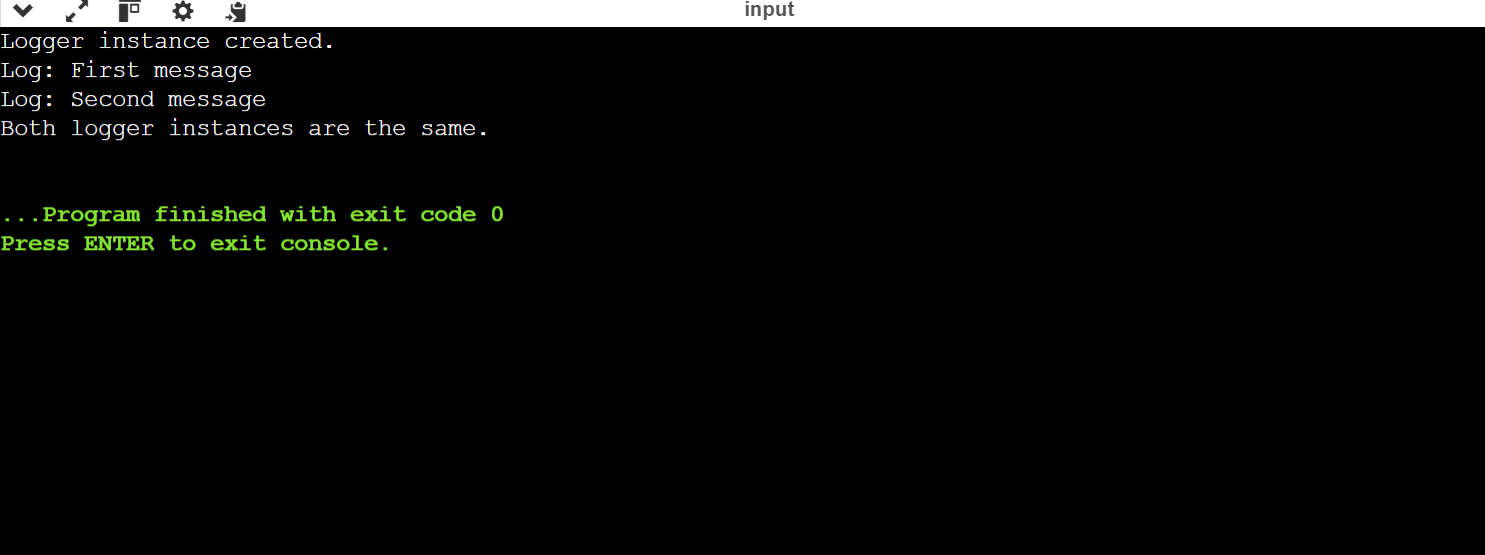 input
Logger instance created.
Log: First message
Log: Second message
Both logger instances are the same.
...Program finished with exit code 0
Press ENTER to exit console.